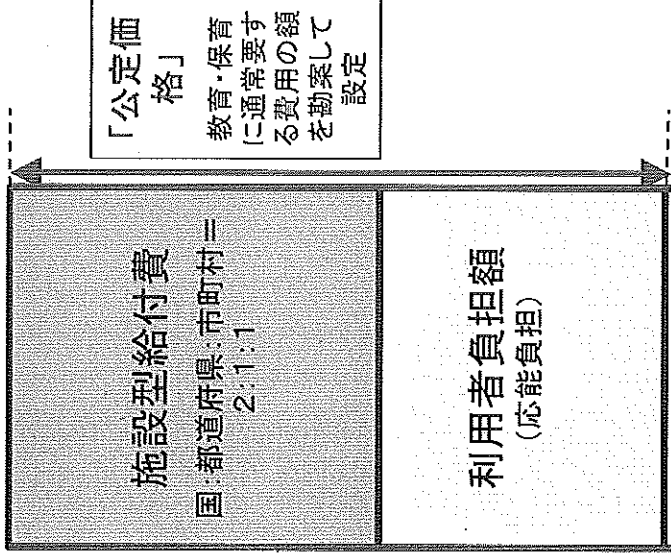 施設型給付費
国：都道府県：市町村＝
2：1：1
利用者負担額
（応能負担）
「公定価
格」
教育・保育
に通常要す
る費用の額
を勘案して
設定